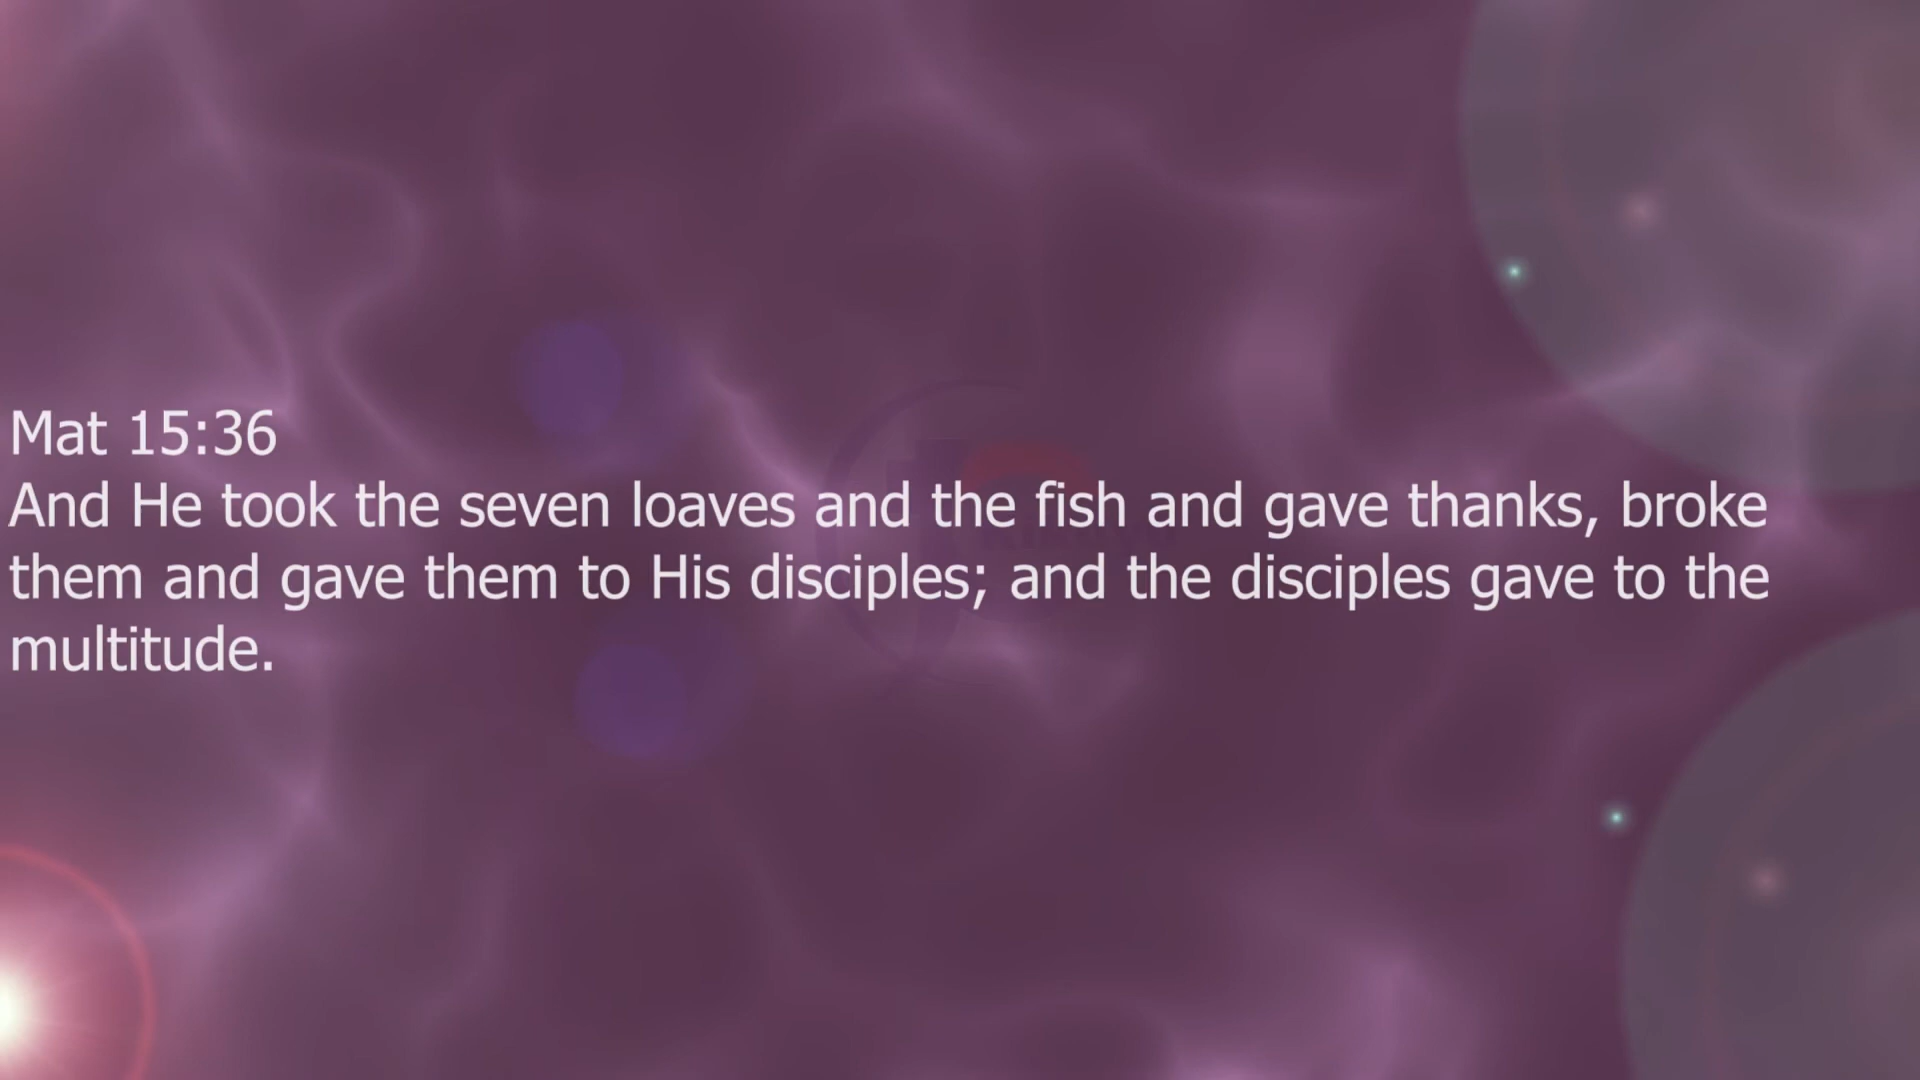 Mat 15:36
And He took the seven loaves and the fish and gave thanks, broke
them and gave them to His disciples; and the disciples gave to the
multitude.